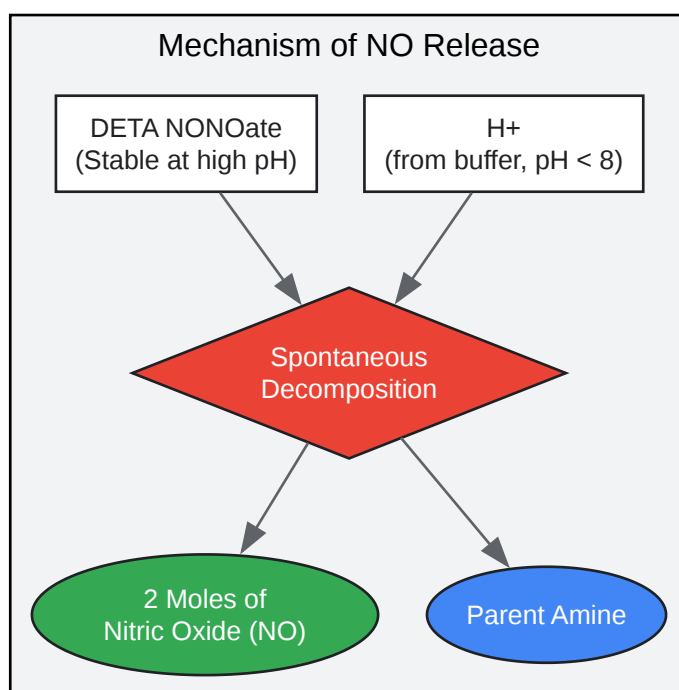 Mechanism of NO Release
DETA NONOate
(Stable at high pH)
H+
(from buffer, pH < 8)
Spontaneous
Decomposition
2 Moles of
Nitric Oxide (NO)
Parent Amine